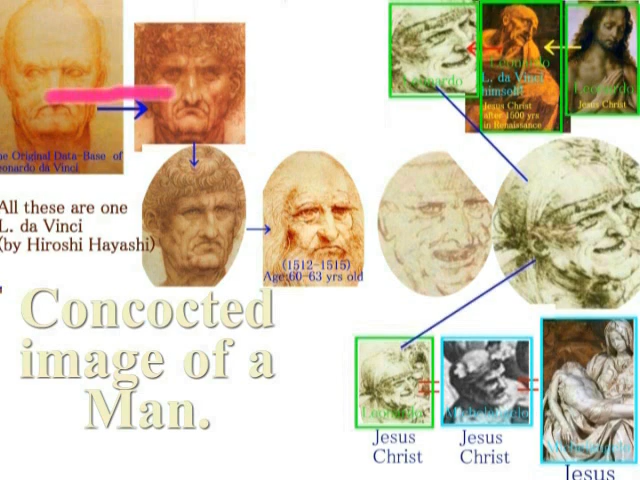 Leonardo
Leonardo
L. da Vinci
himself
Jesus Christ
after 1500 yrs
in Renaissance
Leonardo
Jesus Christ
he Original Data-Base of
eonardo da Vinci
All these are one
L. da Vinci
(by Hiroshi Hayashi)
(1512-1515)
Age 60-63 yrs old
Concocted
image of a
Man.
Leonardo
Michelangelo
Michelangelo
Jesus
Christ
Jesus
Christ
Jesus